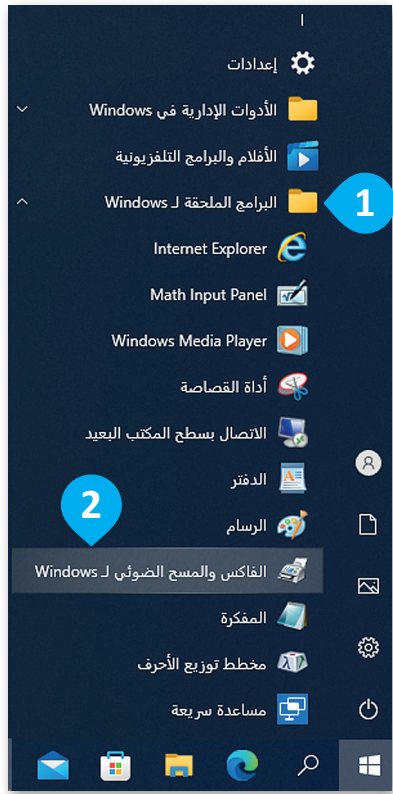 إعدادات
الأدوات الإدارية في Windows
الأفلام والبرامج التلفزيونية
البرامج الملحقة لـ Windows
1
Internet Explorer
Math Input Panel
Windows Media Player
أداة القصاصة
الاتصال بسطح المكتب البعيد
الدفتر
2
الرسام
الفاكس والمسح الضوئي لـ Windows
المفكرة
مخطط توزيع الأحرف
مساعدة سريعة